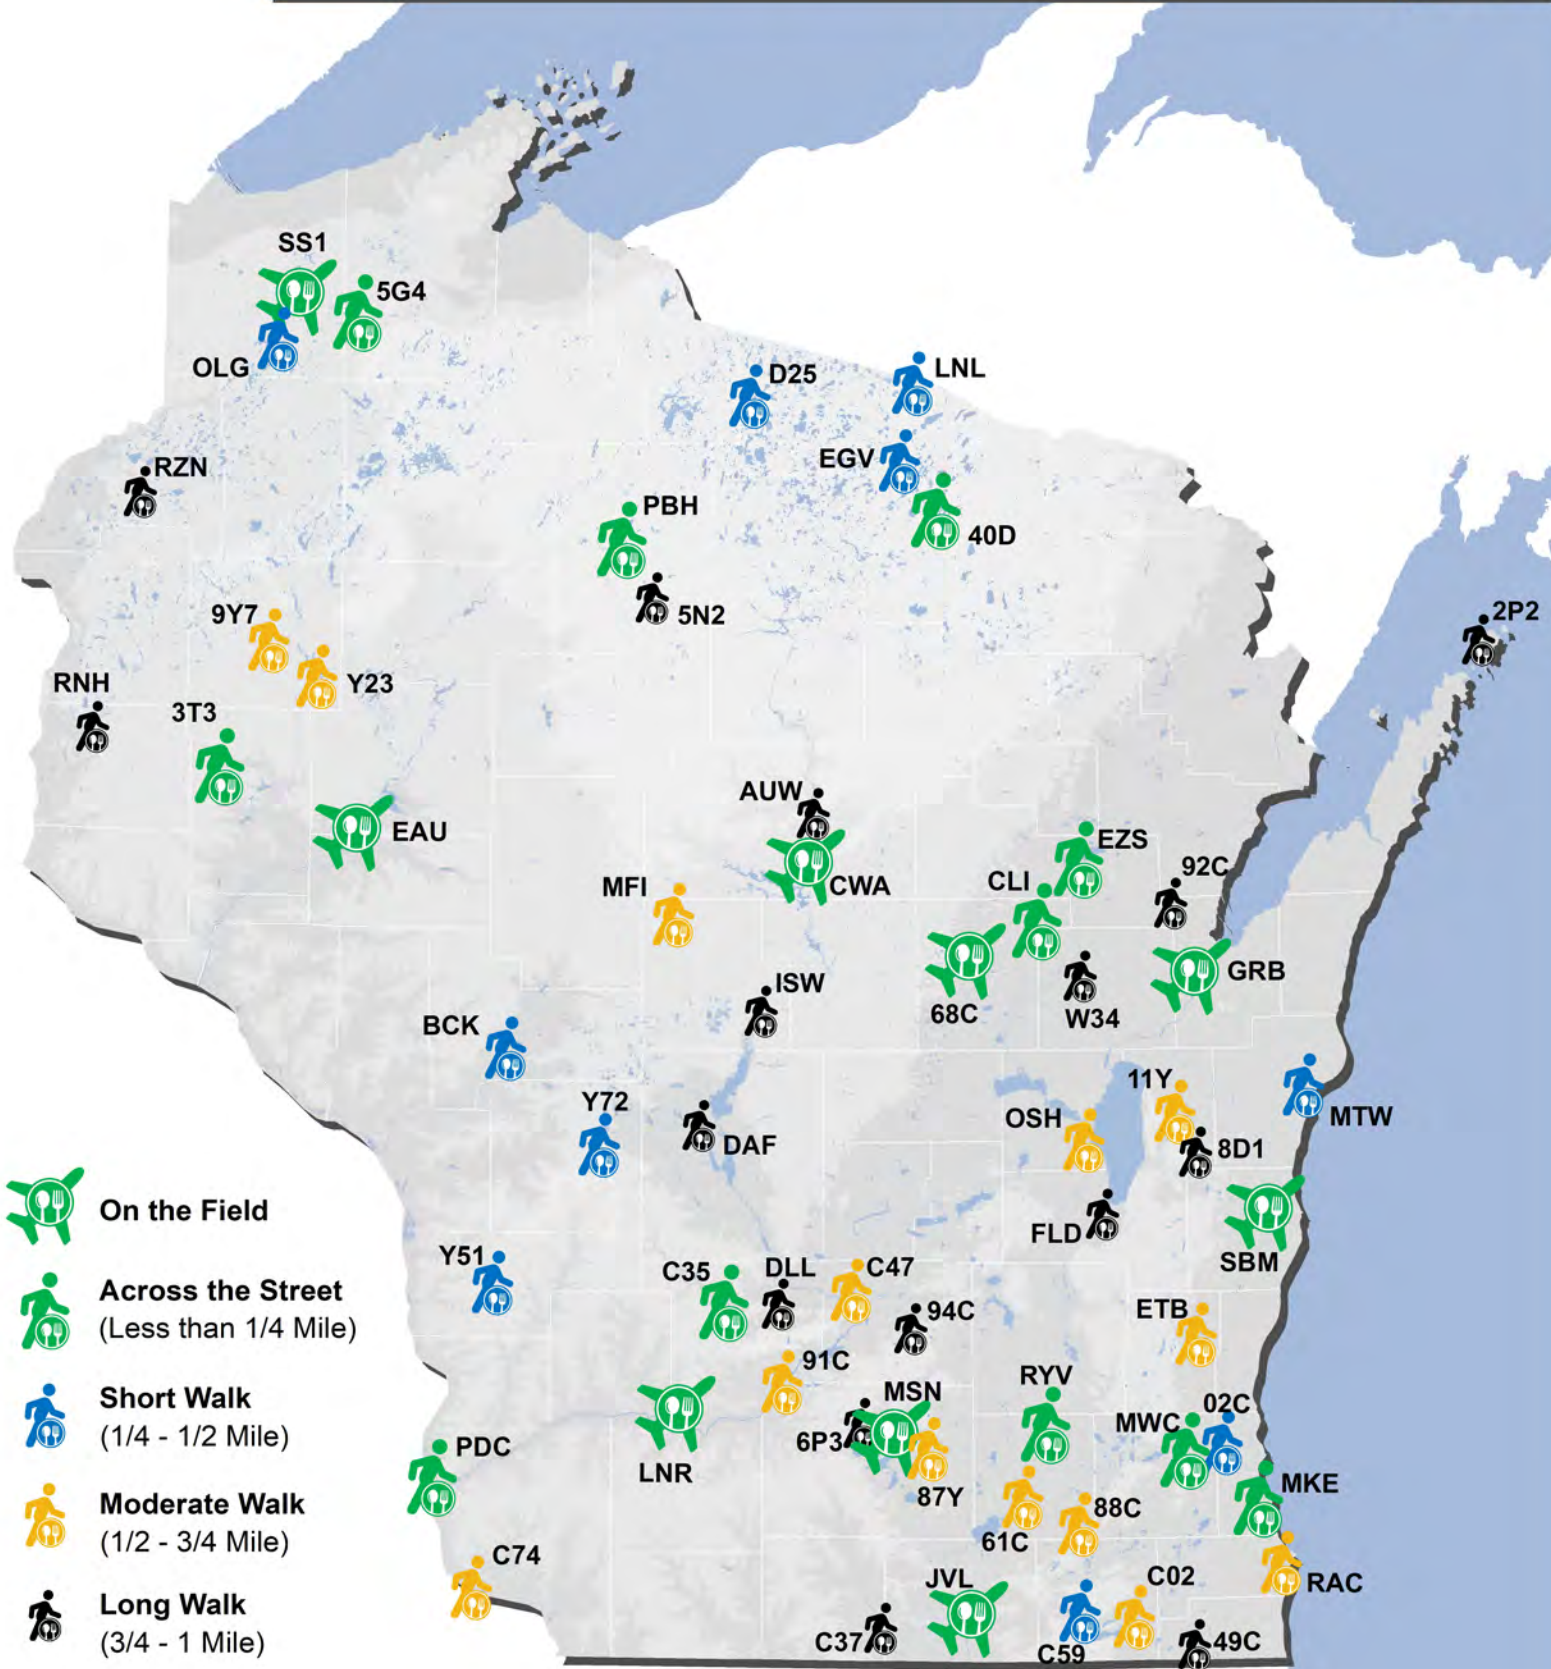 SS1
5G4
OLG
D25
LNL
EGV
RZN
PBH
40D
5N2
9Y7
2P2
Y23
RNH
3T3
AUW
EAU
EZS
92C
CLI
MFI
CWA
GRB
ISW
68C
W34
BCK
11Y
Y72
OSH
MTW
DAF
8D1
On the Field
FLD
SBM
Y51
C35
DLL
C47
Across the Street
(Less than 1/4 Mile)
94C
ETB
91C
RYV
MSN
Short Walk
(1/4 - 1/2 Mile)
02C
MWC
6P3
PDC
LNR
MKE
87Y
Moderate Walk
(1/2 - 3/4 Mile)
88C
61C
C74
C02
JVL
RAC
Long Walk
(3/4 - 1 Mile)
C37
C59
49C